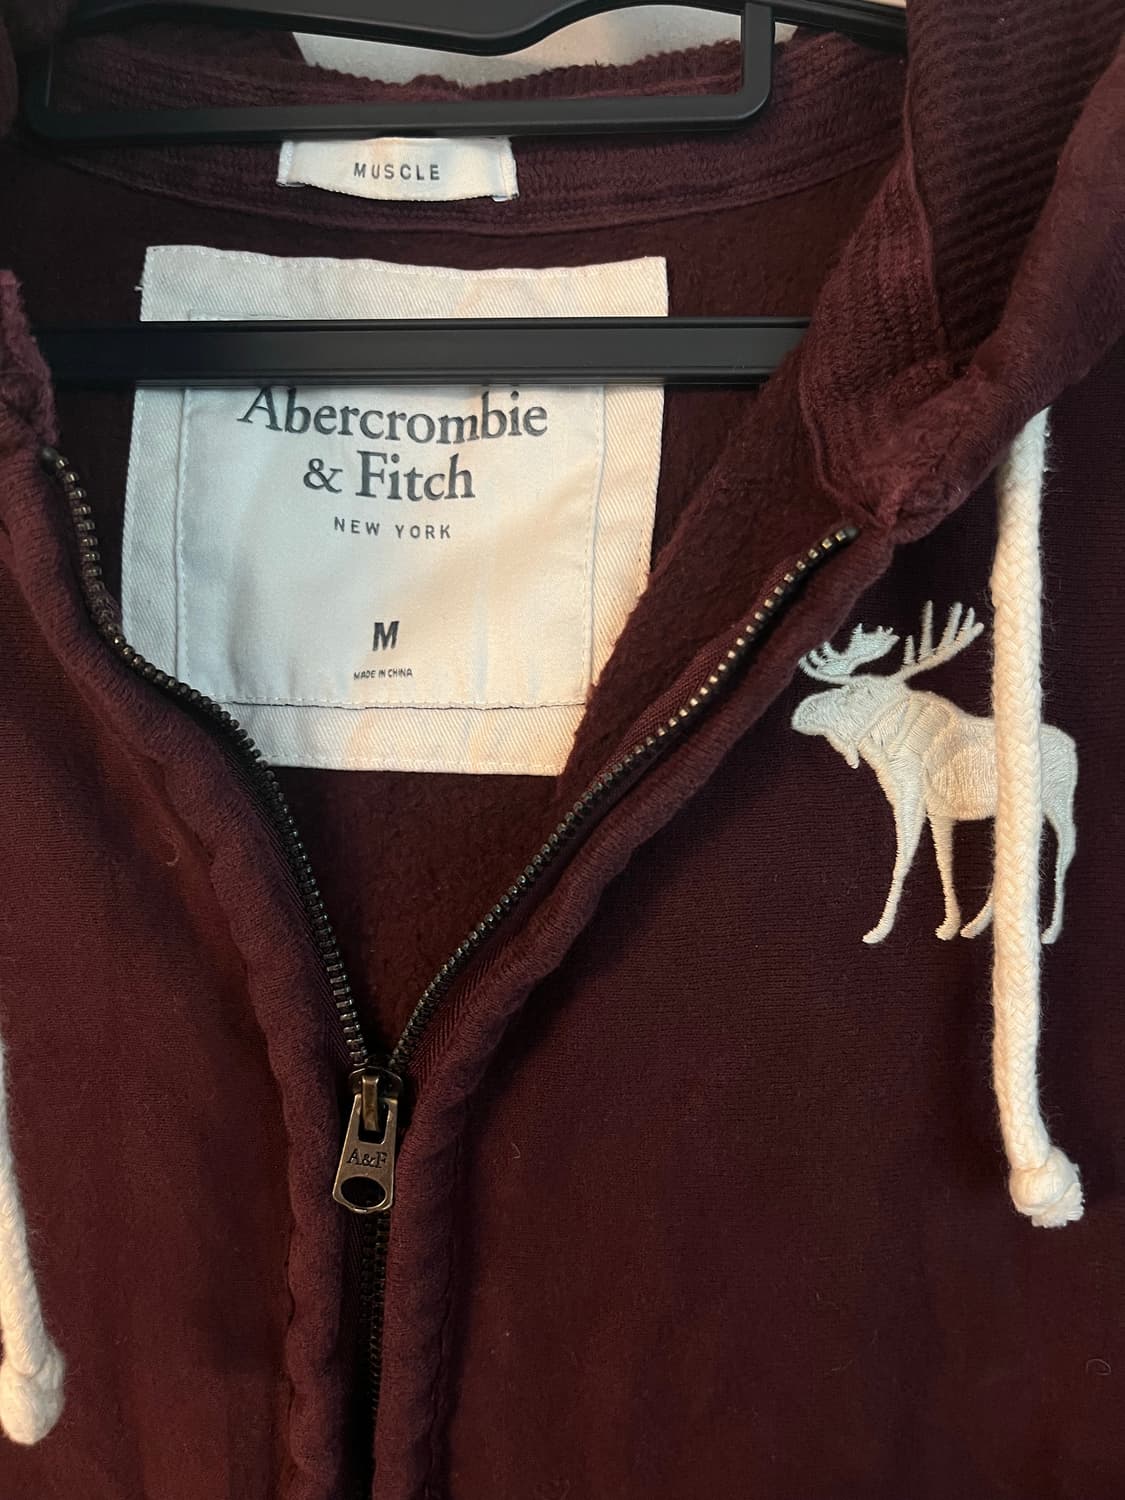 MUSCLE
Abercrombie
& Fitch
NEW YORK
M
MADE IN CHINA
A&F